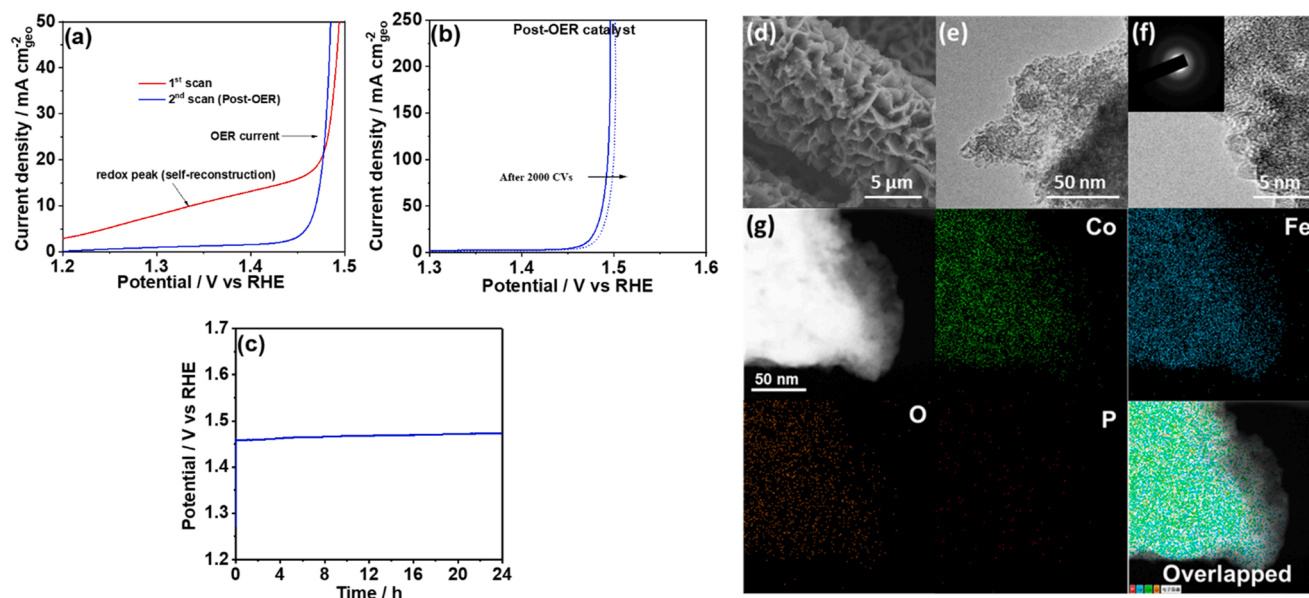 (a)
Current density / mA cm⁻²geo
50
40
30
20
10
0
1st scan
2nd scan (Post-OER)
OER current
redox peak (self-reconstruction)
1.2 1.3 1.4 1.5
Potential / V vs RHE
(b)
Current density / mA cm⁻²geo
250
200
150
100
50
0
Post-OER catalyst
After 2000 CVs
1.3 1.4 1.5 1.6
Potential / V vs RHE
(c)
Potential / V vs RHE
1.7
1.6
1.5
1.4
1.3
1.2
0 4 8 12 16 20 24
Time / h
(d)
5 μm
(e)
50 nm
(f)
5 nm
(g)
50 nm
Co
Fe
O
P
Overlapped